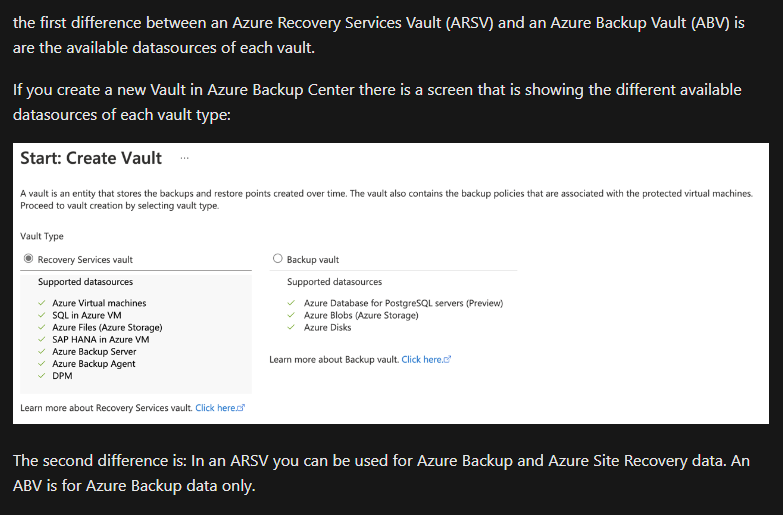 the first difference between an Azure Recovery Services Vault (ARSV) and an Azure Backup Vault (ABV) is
are the available datasources of each vault.
If you create a new Vault in Azure Backup Center there is a screen that is showing the different available
datasources of each vault type:
Start: Create Vault ...
A vault is an entity that stores the backups and restore points created over time. The vault also contains the backup policies that are associated with the protected virtual machines.
Proceed to vault creation by selecting vault type.
Vault Type
Recovery Services vault
Supported datasources
Azure Virtual machines
SQL in Azure VM
Azure Files (Azure Storage)
SAP HANA in Azure VM
Azure Backup Server
Azure Backup Agent
DPM
Learn more about Recovery Services vault. Click here.
Backup vault
Supported datasources
Azure Database for PostgreSQL servers (Preview)
Azure Blobs (Azure Storage)
Azure Disks
Learn more about Backup vault. Click here.
The second difference is: In an ARSV you can be used for Azure Backup and Azure Site Recovery data. An
ABV is for Azure Backup data only.